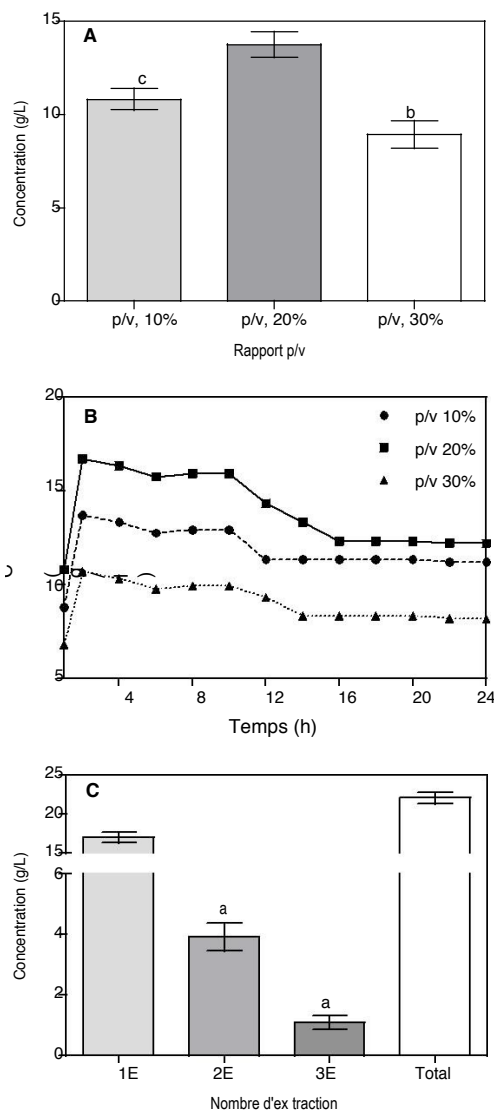 A
15
10
5
0
Concentration (g/L)
c
b
p/v, 10%
p/v, 20%
p/v, 30%
Rapport p/v
B
20
15
10
5
p/v 10%
p/v 20%
p/v 30%
4
8
12
16
20
24
Temps (h)
C
25
20
15
6
4
2
0
Concentration (g/L)
a
a
1E
2E
3E
Total
Nombre d'ex traction